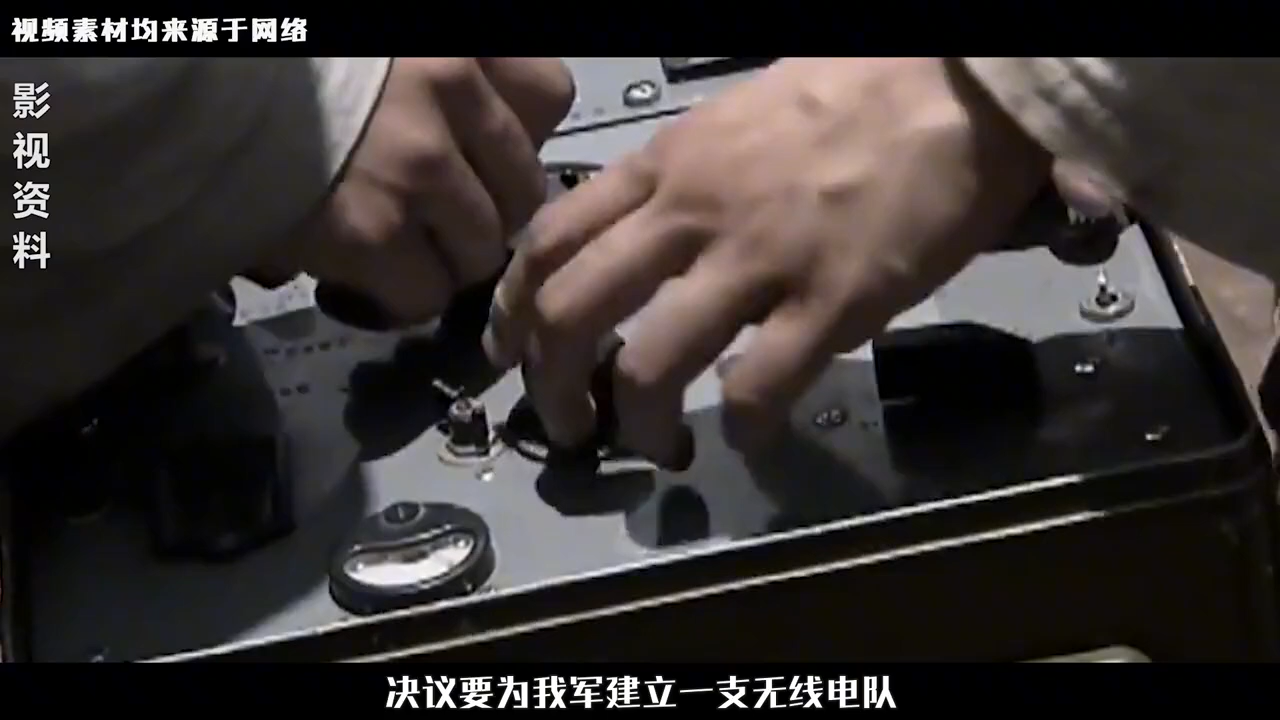 视频素材均来源于网络
影视资料
决议要为我军建立一支无线电队